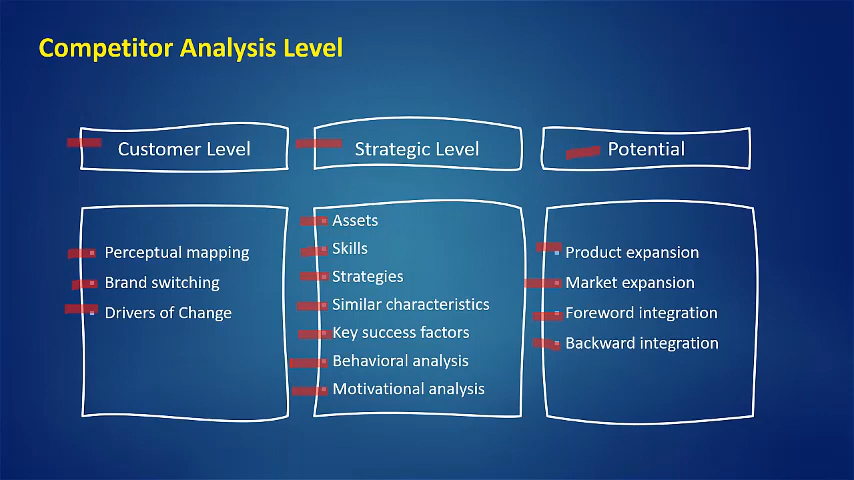 Competitor Analysis Level
Customer Level
Perceptual mapping
Brand switching
Drivers of Change
Strategic Level
Assets
Skills
Strategies
Similar characteristics
Key success factors
Behavioral analysis
Motivational analysis
Potential
Product expansion
Market expansion
Foreword integration
Backward integration